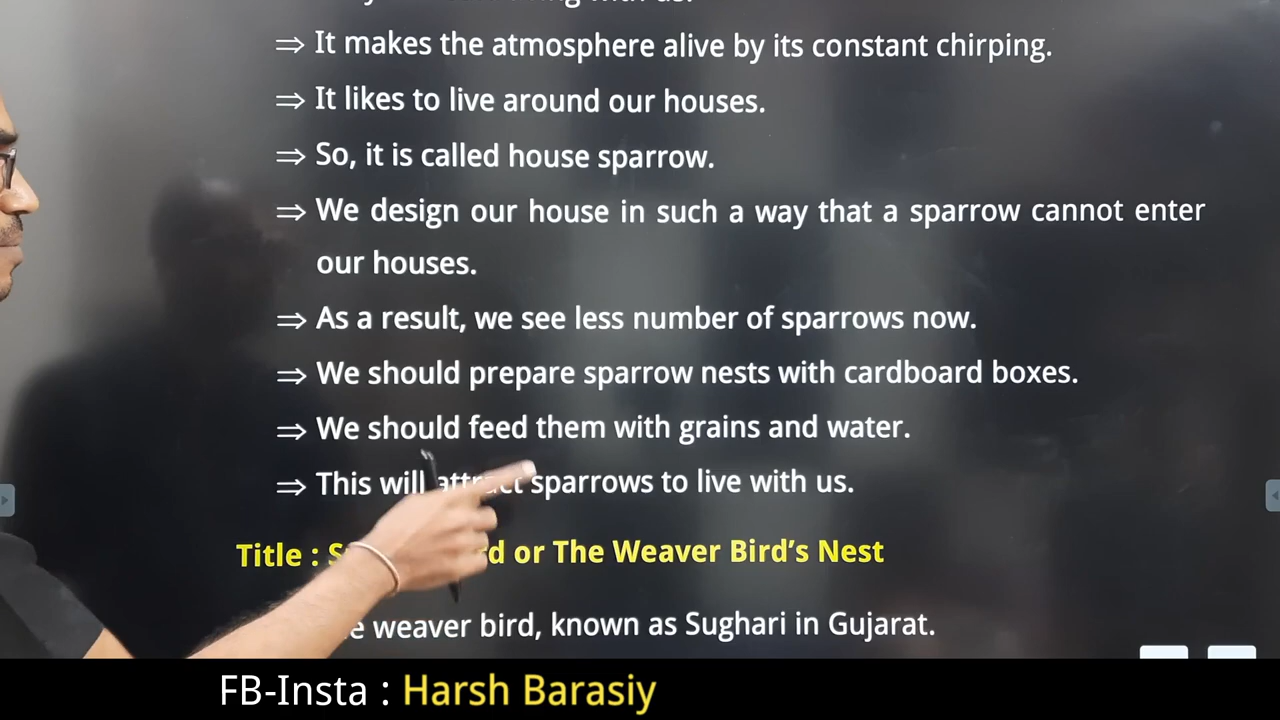 with us.
⇒ It makes the atmosphere alive by its constant chirping.
⇒ It likes to live around our houses.
⇒ So, it is called house sparrow.
⇒ We design our house in such a way that a sparrow cannot enter
our houses.
⇒ As a result, we see less number of sparrows now.
⇒ We should prepare sparrow nests with cardboard boxes.
⇒ We should feed them with grains and water.
⇒ This will attract sparrows to live with us.
Title : or The Weaver Bird's Nest
weaver bird, known as Sughari in Gujarat.
FB-Insta : Harsh Barasiy